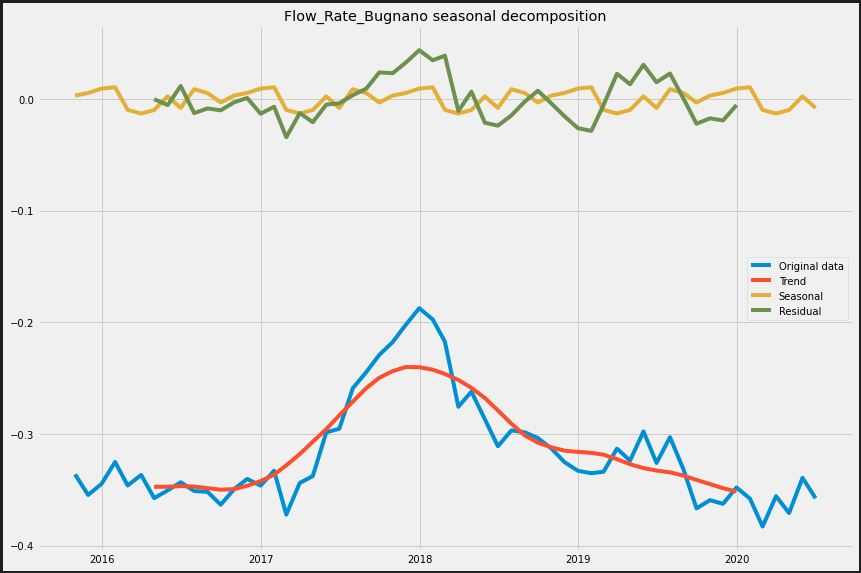 Flow_Rate_Bugnano seasonal decomposition
0.0
−0.1
−0.2
−0.3
−0.4
Original data
Trend
Seasonal
Residual
2016 2017 2018 2019 2020